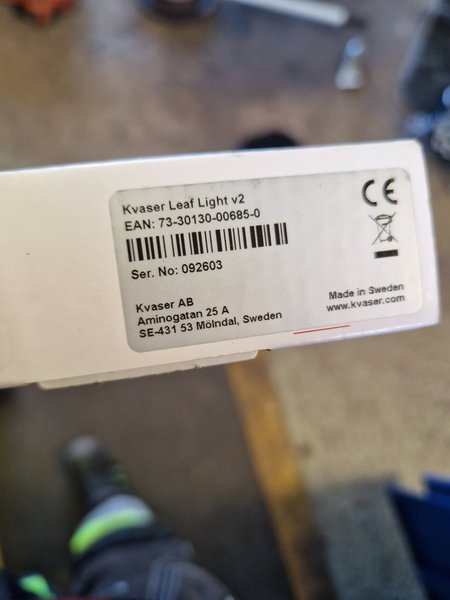 Kvaser Leaf Light v2
EAN: 73-30130-00685-0
Ser. No: 092603
Kvaser AB
Aminogatan 25 A
SE-431 53 Mölndal, Sweden
CE
Made in Sweden
www.kvaser.com